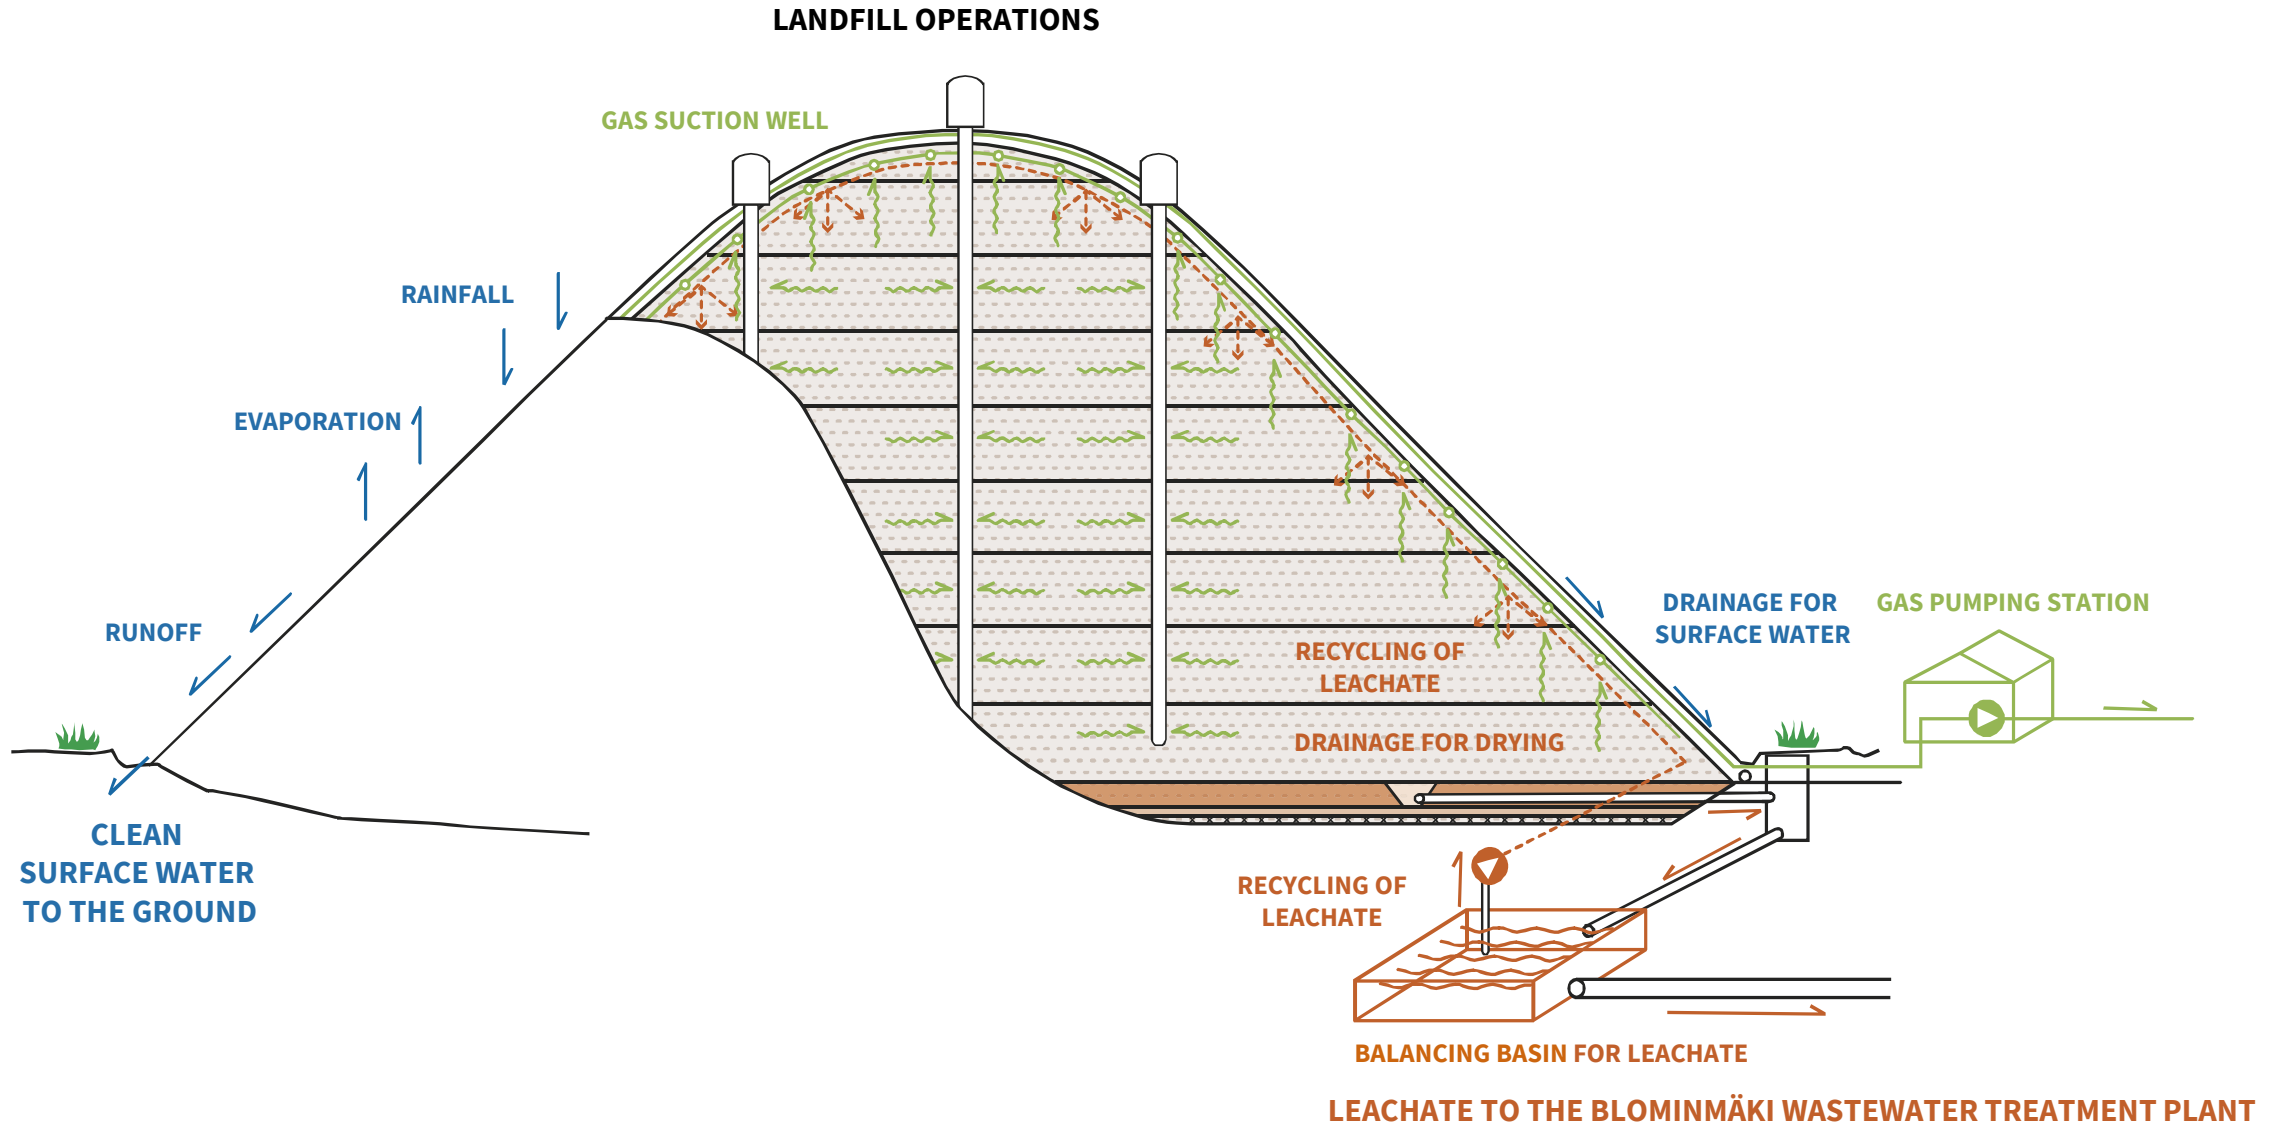 LANDFILL OPERATIONS
GAS SUCTION WELL
RAINFALL
EVAPORATION
RUNOFF
CLEAN
SURFACE WATER
TO THE GROUND
DRAINAGE FOR
SURFACE WATER
GAS PUMPING STATION
RECYCLING OF
LEACHATE
DRAINAGE FOR DRYING
RECYCLING OF
LEACHATE
BALANCING BASIN FOR LEACHATE
LEACHATE TO THE BLOMINMÄKI WASTEWATER TREATMENT PLANT